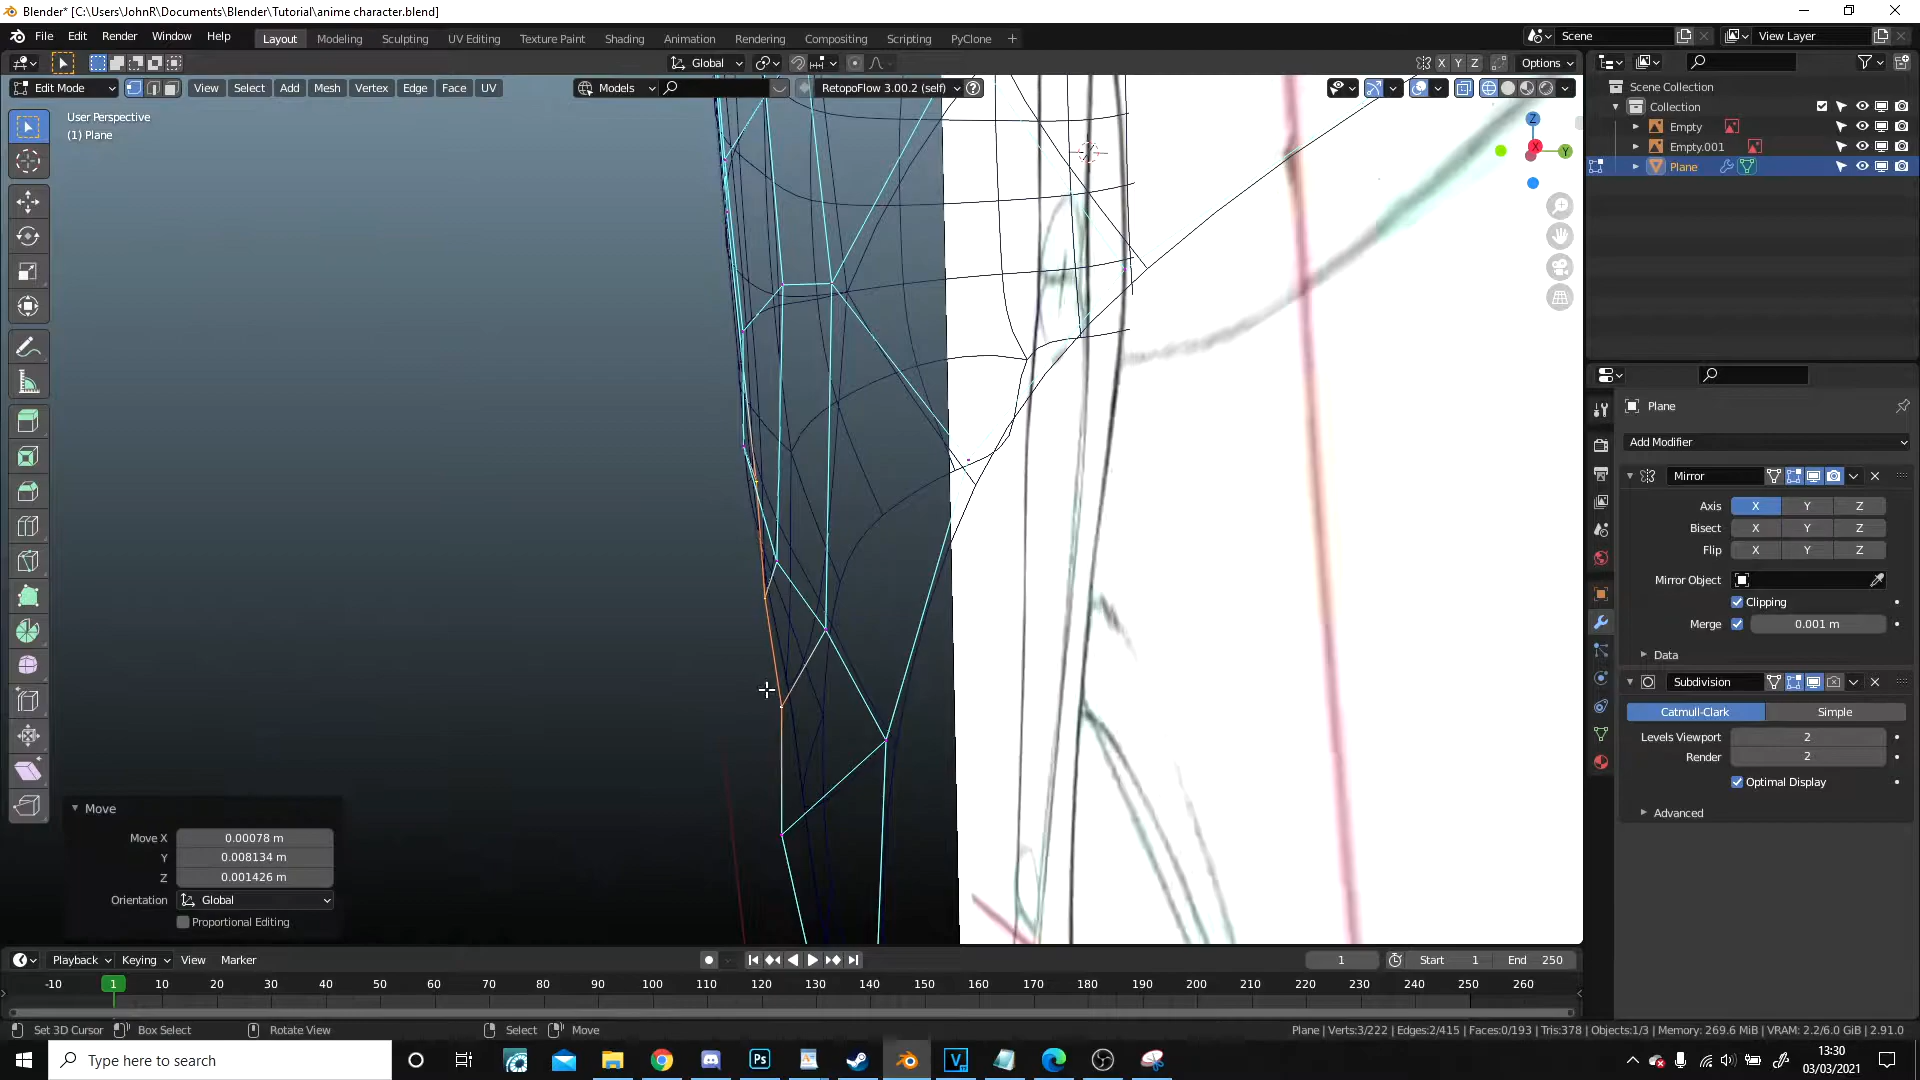 Blender* [C:\Users\JohnR\Documents\Blender\Tutorial\anime character.blend]
File Edit Render Window Help
Layout Modeling Sculpting UV Editing Texture Paint Shading Animation Rendering Compositing Scripting PyClone
Scene
View Layer
Global
X Y Z
Options
Edit Mode
View Select Add Mesh Vertex Edge Face UV
Models
RetopoFlow 3.00.2 (self)
User Perspective
(1) Plane
Z
X
Y
Scene Collection
Collection
Empty
Empty.001
Plane
Plane
Add Modifier
Mirror
Axis X Y Z
Bisect X Y Z
Flip X Y Z
Mirror Object
Clipping
Merge 0.001 m
Data
Subdivision
Catmull-Clark Simple
Levels Viewport 2
Render 2
Optimal Display
Advanced
Move
Move X 0.00078 m
Y 0.008134 m
Z 0.001426 m
Orientation Global
Proportional Editing
Playback Keying View Marker
1
Start 1
End 250
-10 1 10 20 30 40 50 60 70 80 90 100 110 120 130 140 150 160 170 180 190 200 210 220 230 240 250 260
Set 3D Cursor Box Select Rotate View Select Move
Plane | Verts:3/222 | Edges:2/415 | Faces:0/193 | Tris:378 | Objects:1/3 | Memory: 269.6 MiB | VRAM: 2.2/6.0 GiB | 2.91.0
Type here to search
Ps
V
13:30
03/03/2021